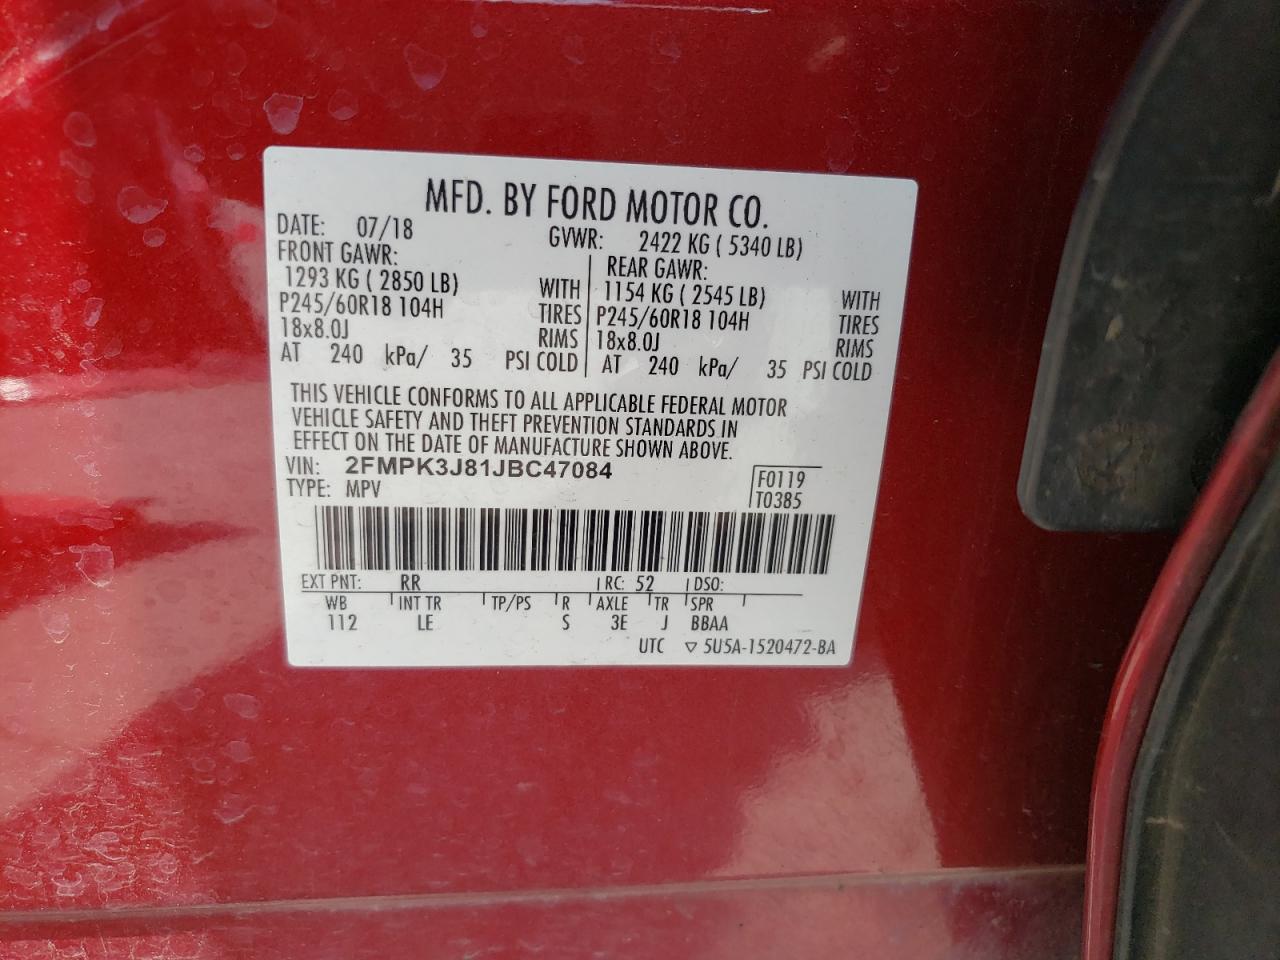 MFD. BY FORD MOTOR CO.
DATE: 07/18 GVWR: 2422 KG ( 5340 LB)
FRONT GAWR: REAR GAWR:
1293 KG ( 2850 LB) WITH 1154 KG ( 2545 LB) WITH
P245/60R18 104H TIRES P245/60R18 104H TIRES
18x8.0J RIMS 18x8.0J RIMS
AT 240 kPa/ 35 PSI COLD AT 240 kPa/ 35 PSI COLD
THIS VEHICLE CONFORMS TO ALL APPLICABLE FEDERAL MOTOR
VEHICLE SAFETY AND THEFT PREVENTION STANDARDS IN
EFFECT ON THE DATE OF MANUFACTURE SHOWN ABOVE.
VIN: 2FMPK3J81JBC47084 F0119
TYPE: MPV T0385
EXT PNT: RR RC: 52 DSO:
WB INT TR TP/PS R AXLE TR SPR
112 LE S 3E J BBAA
UTC ▽ 5U5A-1520472-BA